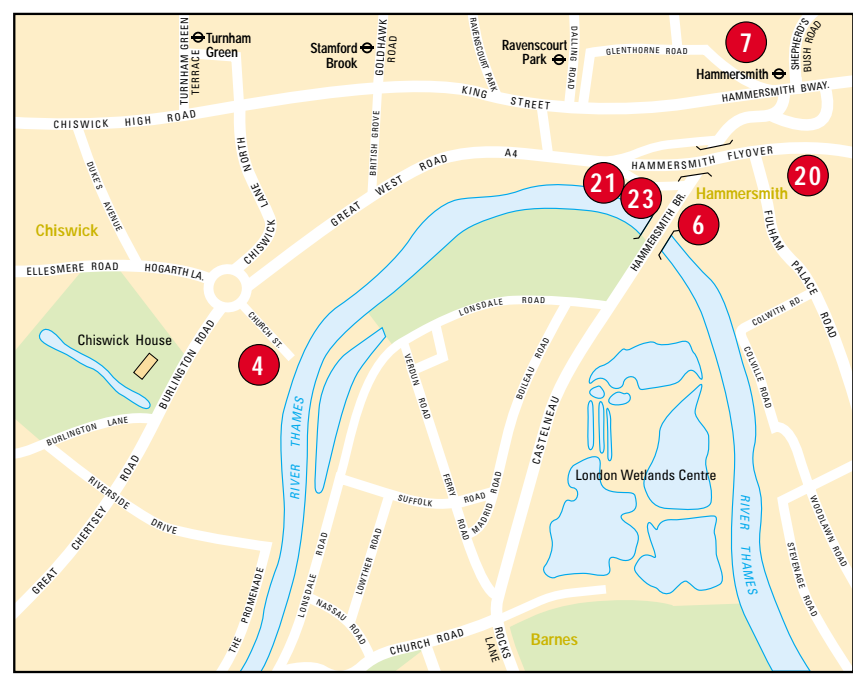 TURNHAM GREEN
TERRACE
Turnham
Green
Stamford
Brook
GOLDHAWK
ROAD
RAVENSCOURT
PARK
Ravenscourt
Park
DALLING
ROAD
GLENTHORNE ROAD
7
Hammersmith
SHEPHERD'S
BUSH ROAD
HAMMERSMITH BWAY.
KING STREET
CHISWICK HIGH ROAD
DUKE'S
AVENUE
CHISWICK LANE NORTH
BRITISH GROVE
GREAT WEST ROAD A4
HAMMERSMITH FLYOVER
21
23
20
6
Hammersmith
HAMMERSMITH BR.
FULHAM PALACE
ROAD
Chiswick
ELLESMERE ROAD
HOGARTH LA.
CHURCH ST.
4
Chiswick House
BURLINGTON ROAD
BURLINGTON LANE
GREAT CHERTSEY ROAD
RIVERSIDE DRIVE
THE PROMENADE
RIVER THAMES
LONSDALE ROAD
VERDUN ROAD
BOILEAU ROAD
CASTELNEAU
COLWITH RD.
COLVILLE ROAD
London Wetlands Centre
FERRY
ROAD
SUFFOLK ROAD
MADRID ROAD
LOWTHER ROAD
LONSDALE ROAD
NASSAU ROAD
CHURCH ROAD
ROCKS
LANE
Barnes
RIVER THAMES
WOODLAWN ROAD
STEVENAGE ROAD